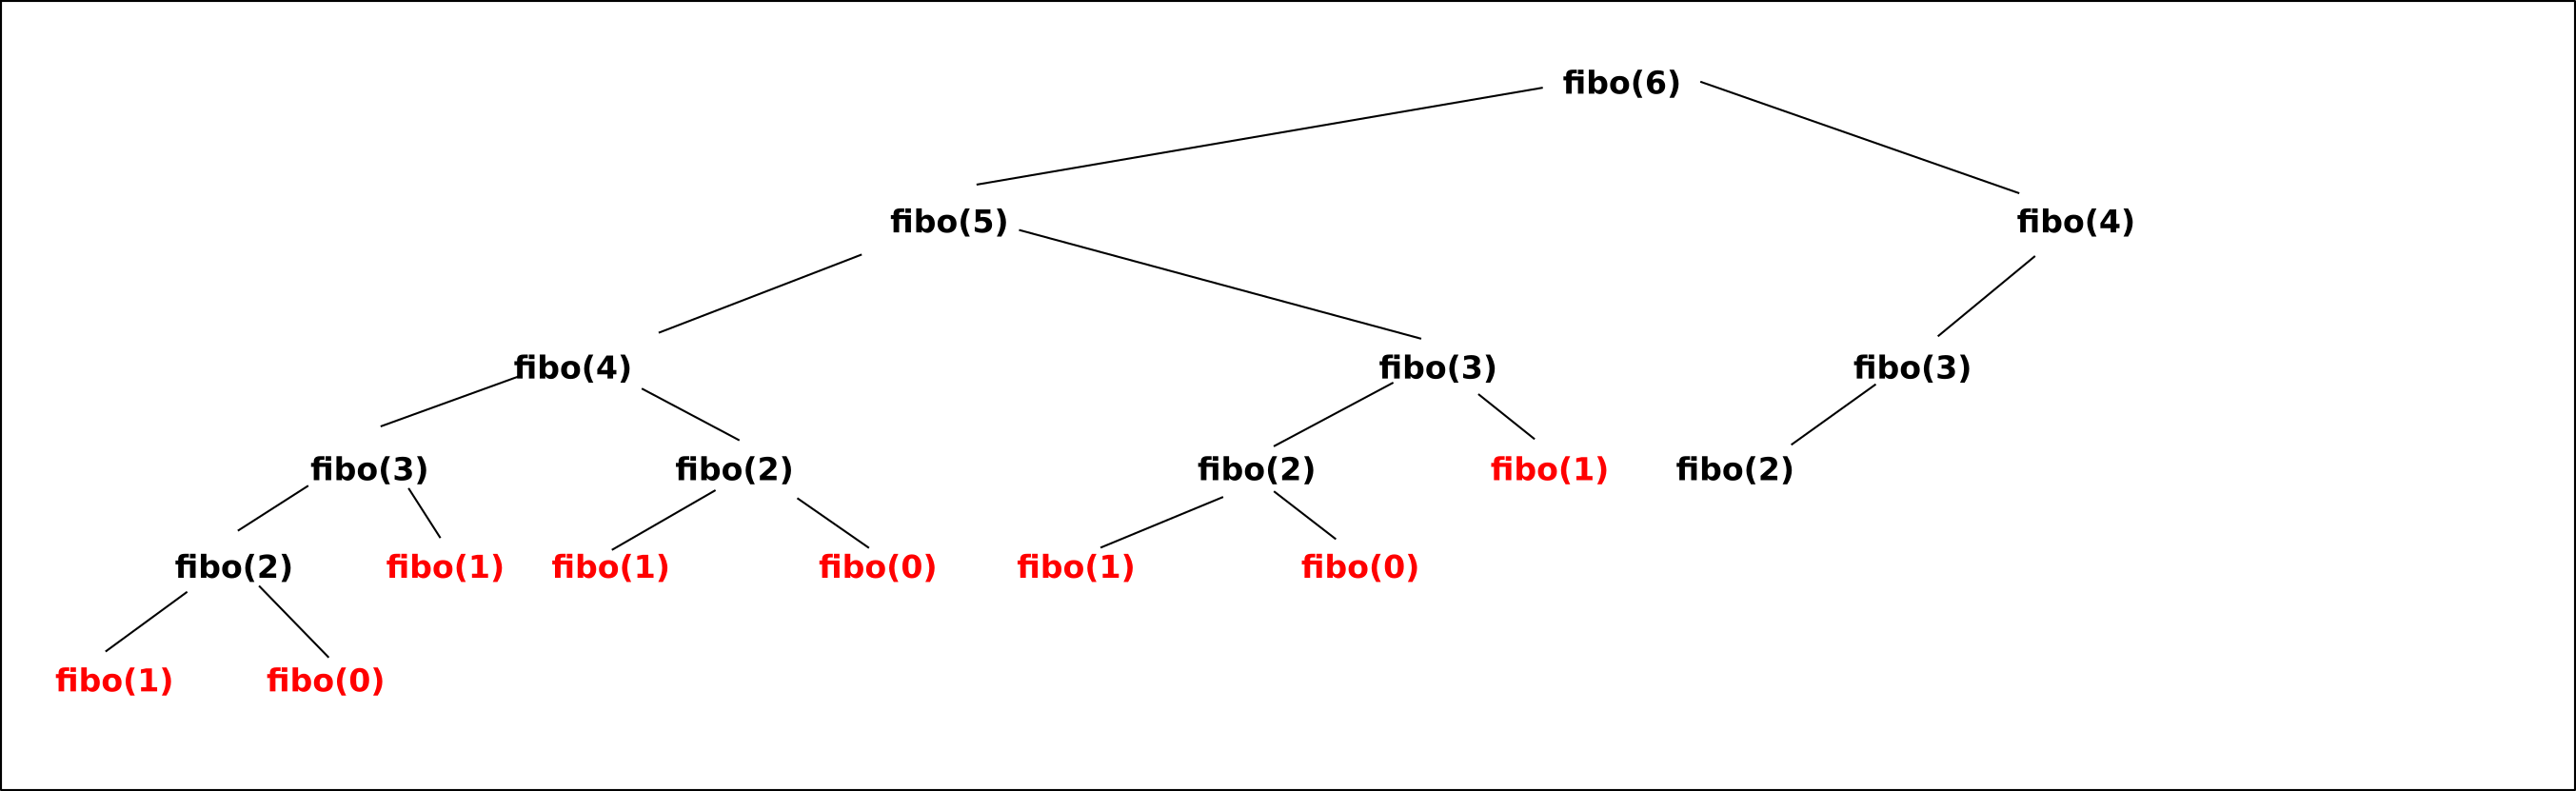 fibo(6)
fibo(5) fibo(4)
fibo(4) fibo(3) fibo(3)
fibo(3) fibo(2) fibo(2) fibo(1) fibo(2)
fibo(2) fibo(1) fibo(1) fibo(0) fibo(1) fibo(0)
fibo(1) fibo(0)